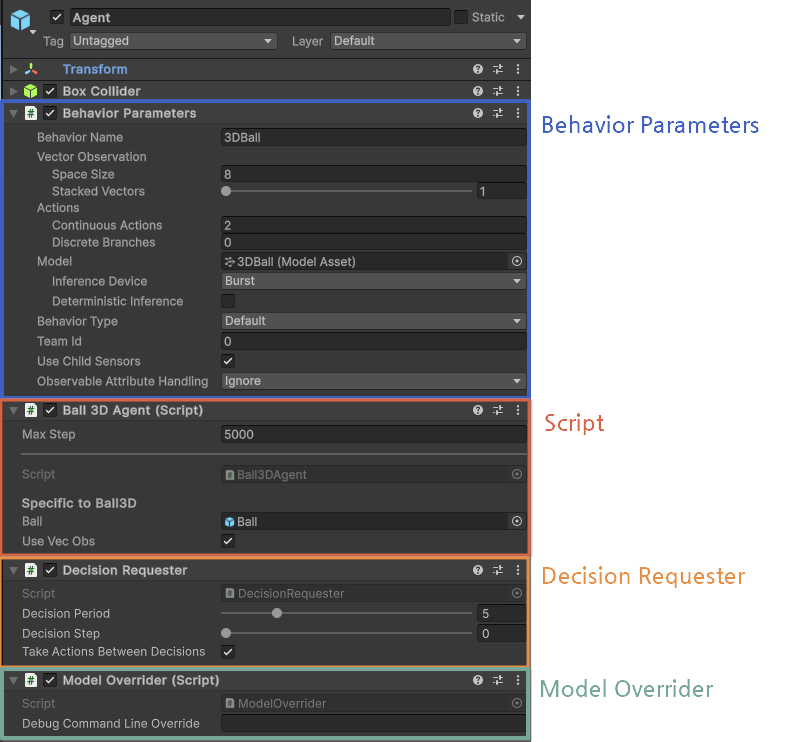 Agent Static
Tag Untagged Layer Default
Transform
Box Collider
# Behavior Parameters
Behavior Parameters
Behavior Name 3DBall
Vector Observation
Space Size 8
Stacked Vectors 1
Actions
Continuous Actions 2
Discrete Branches 0
Model 3DBall (Model Asset)
Inference Device Burst
Deterministic Inference
Behavior Type Default
Team Id 0
Use Child Sensors
Observable Attribute Handling Ignore
# Ball 3D Agent (Script)
Script
Max Step 5000
Script # Ball3DAgent
Specific to Ball3D
Ball Ball
Use Vec Obs
# Decision Requester
Decision Requester
Script # DecisionRequester
Decision Period 5
Decision Step 0
Take Actions Between Decisions
# Model Overrider (Script)
Model Overrider
Script # ModelOverrider
Debug Command Line Override